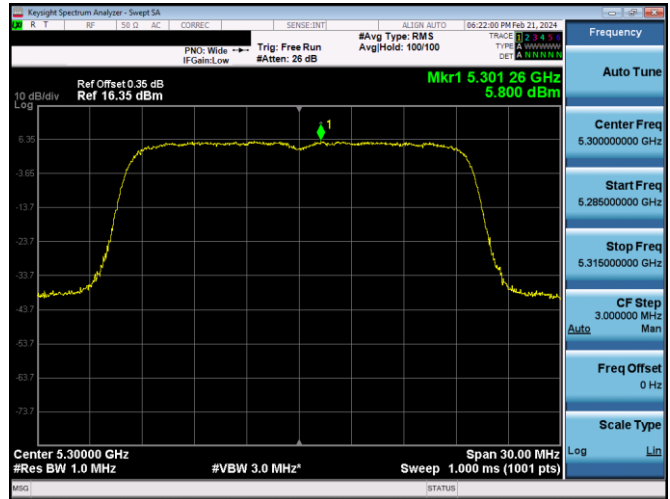 Keysight Spectrum Analyzer - Swept SA
LXI R T RF 50 Ω AC CORREC SENSE:INT ALIGN AUTO 06:22:00 PM Feb 21, 2024
#Avg Type: RMS
TRACE 1 2 3 4 5 6
PNO: Wide Trig: Free Run Avg|Hold: 100/100
TYPE A WWWWW
IFGain:Low #Atten: 26 dB
DET A N N N N N
Frequency
Mkr1 5.301 26 GHz
5.800 dBm
Ref Offset 0.35 dB
10 dB/div Ref 16.35 dBm
Log
1
6.35
-3.65
-13.7
-23.7
-33.7
-43.7
-53.7
-63.7
-73.7
Center 5.30000 GHz Span 30.00 MHz
#Res BW 1.0 MHz #VBW 3.0 MHz* Sweep 1.000 ms (1001 pts)
MSG STATUS
Auto Tune
Center Freq
5.300000000 GHz
Start Freq
5.285000000 GHz
Stop Freq
5.315000000 GHz
CF Step
3.000000 MHz
Auto Man
Freq Offset
0 Hz
Scale Type
Log Lin